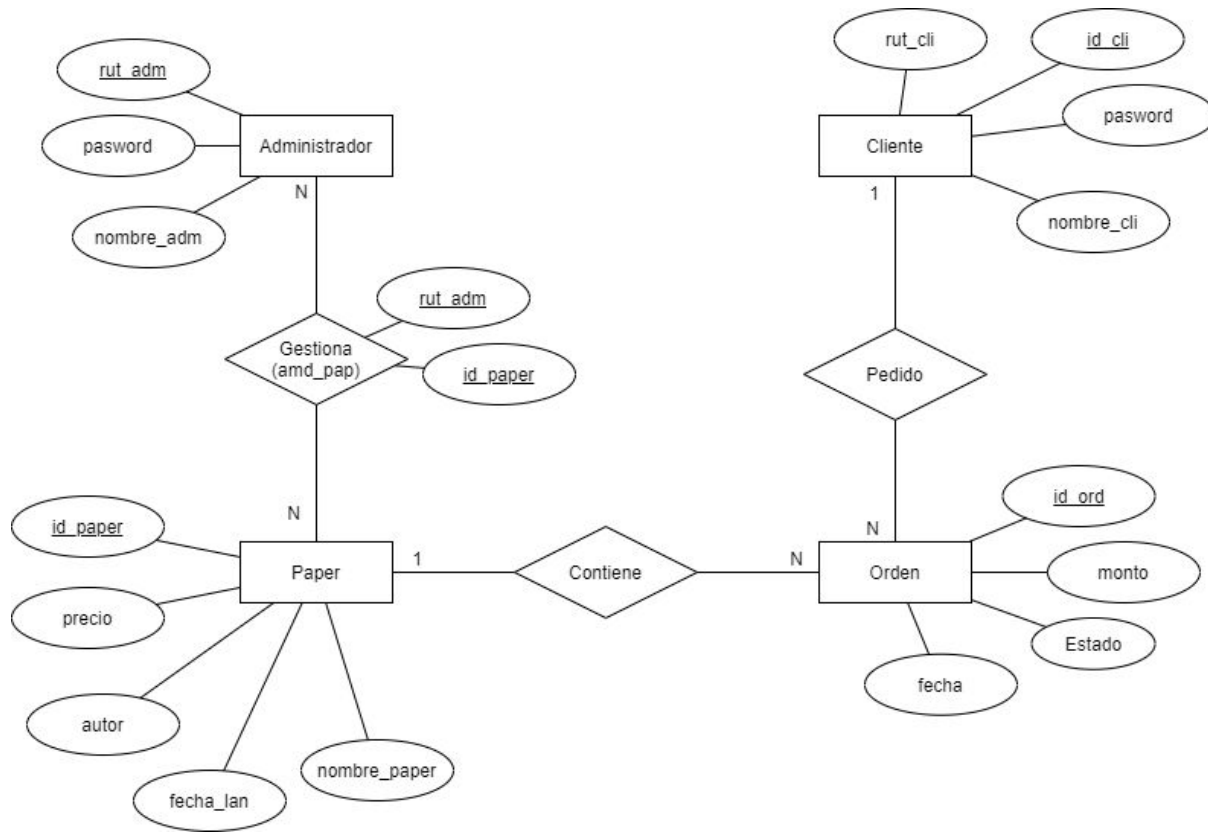 rut_cli
id_cli
rut_adm
pasword
pasword
Administrador
Cliente
N
1
nombre_cli
nombre_adm
rut_adm
Gestiona
(amd_pap)
id_paper
Pedido
id_ord
N
N
id_paper
1
N
Paper
Contiene
Orden
monto
precio
Estado
fecha
autor
nombre_paper
fecha_lan